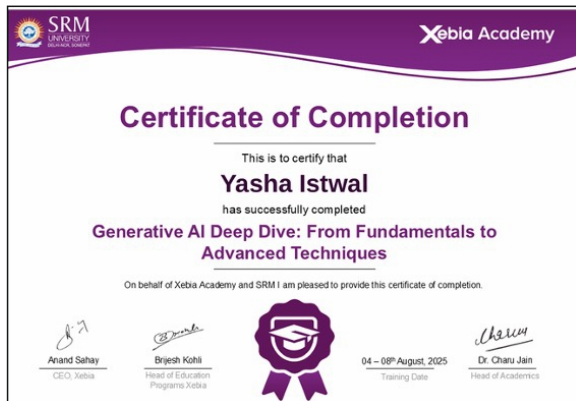 SRM
UNIVERSITY
DELHI-NCR, SONEPAT
Xebia Academy
Certificate of Completion
This is to certify that
Yasha Istwal
has successfully completed
Generative AI Deep Dive: From Fundamentals to
Advanced Techniques
On behalf of Xebia Academy and SRM I am pleased to provide this certificate of completion.
Anand Sahay
CEO, Xebia
Brijesh Kohli
Head of Education
Programs Xebia
04 – 08th August, 2025
Training Date
Dr. Charu Jain
Head of Academics